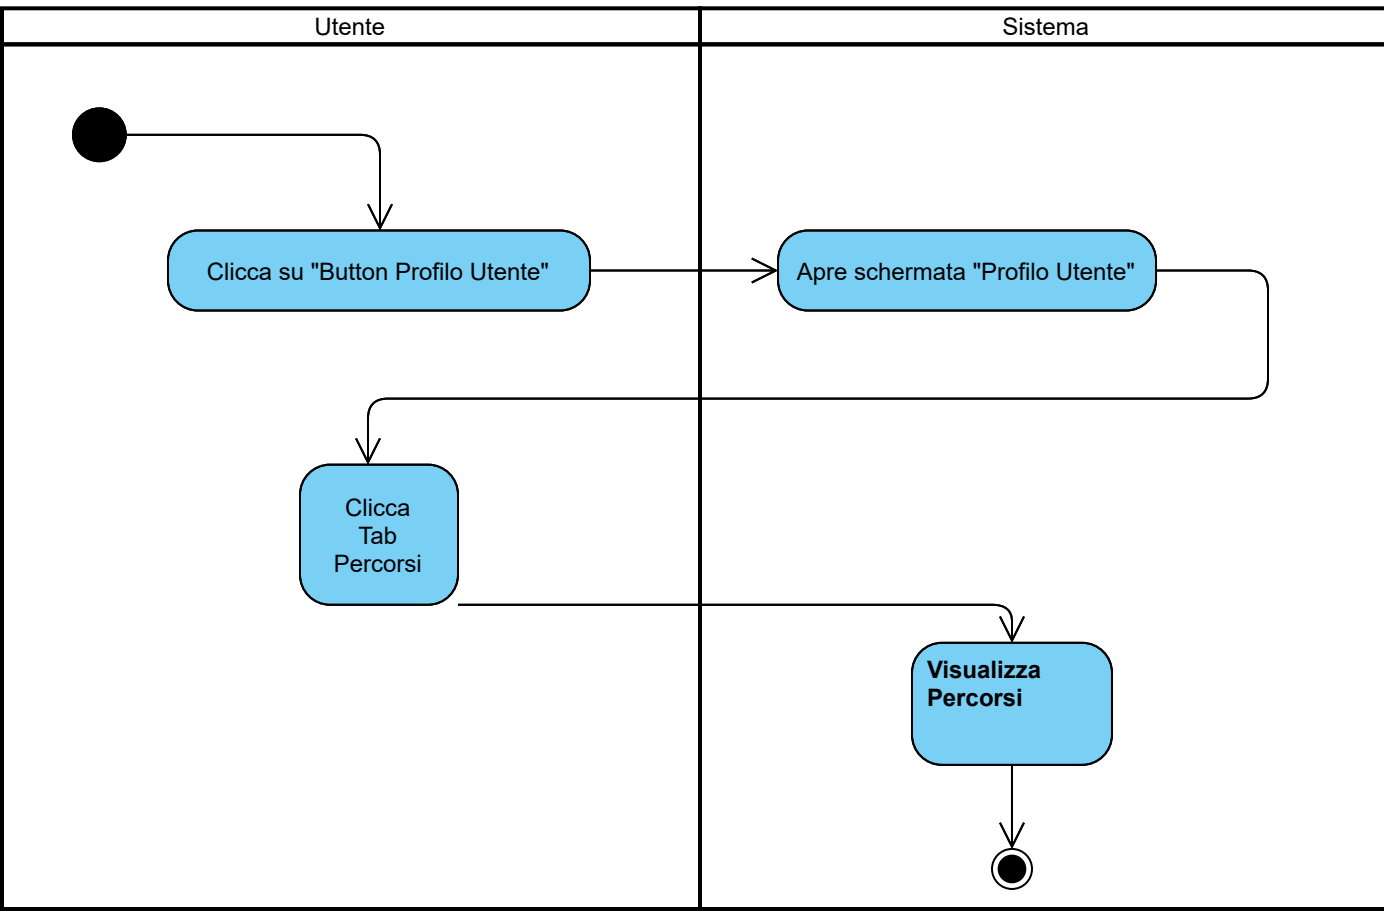 Utente
Sistema
Clicca su "Button Profilo Utente"
Apre schermata "Profilo Utente"
Clicca
Tab
Percorsi
Visualizza
Percorsi